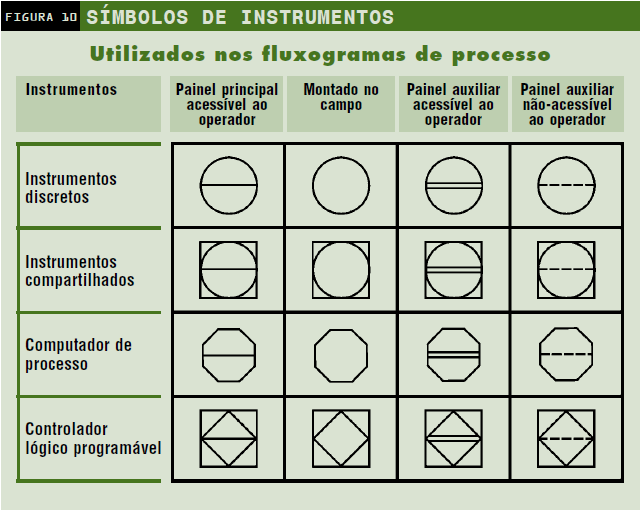 FIGURA 10 SÍMBOLOS DE INSTRUMENTOS
Utilizados nos fluxogramas de processo
Instrumentos
Painel principal
acessível ao
operador
Montado no
campo
Painel auxiliar
acessível ao
operador
Painel auxiliar
não-acessível
ao operador
Instrumentos
discretos
Instrumentos
compartilhados
Computador de
processo
Controlador
lógico programável